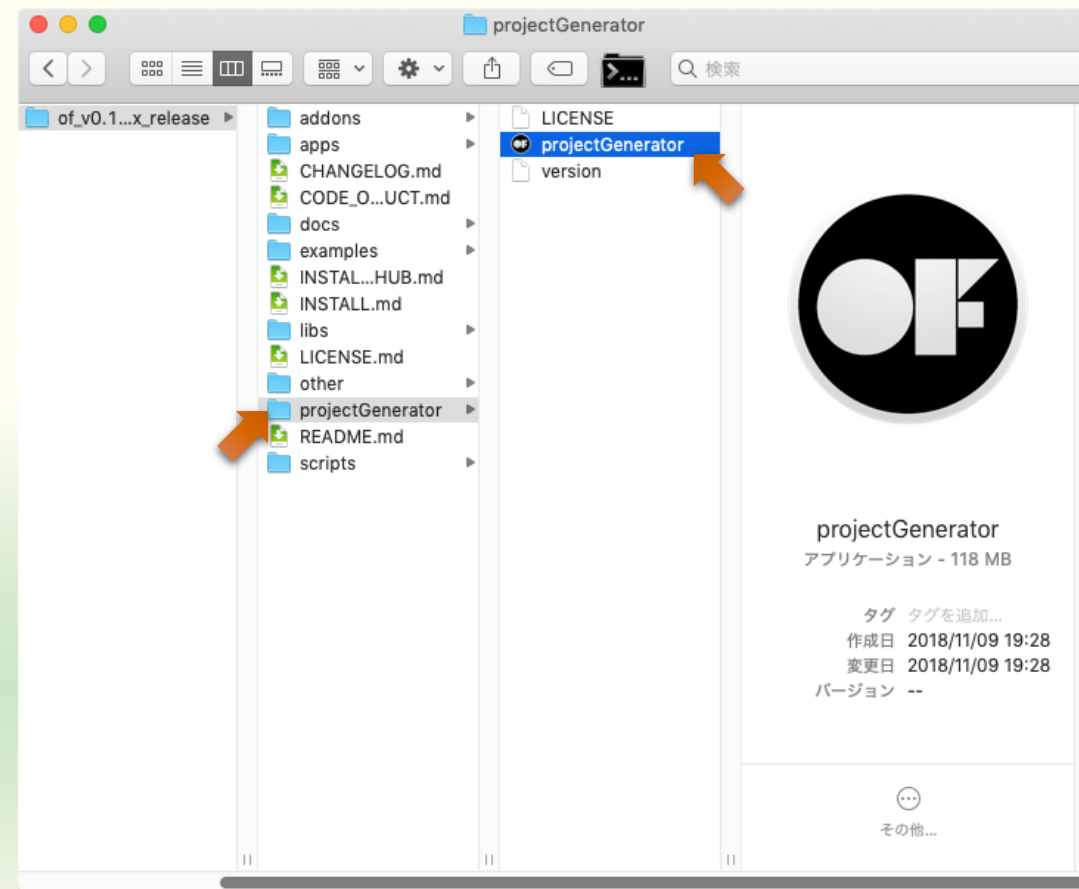 projectGenerator
検索
of_v0.1...x_release
addons
apps
CHANGELOG.md
CODE_O...UCT.md
docs
examples
INSTAL...HUB.md
INSTALL.md
libs
LICENSE.md
other
projectGenerator
README.md
scripts
LICENSE
projectGenerator
version
OF
projectGenerator
アプリケーション - 118 MB
タグ タグを追加...
作成日 2018/11/09 19:28
変更日 2018/11/09 19:28
バージョン --
その他...